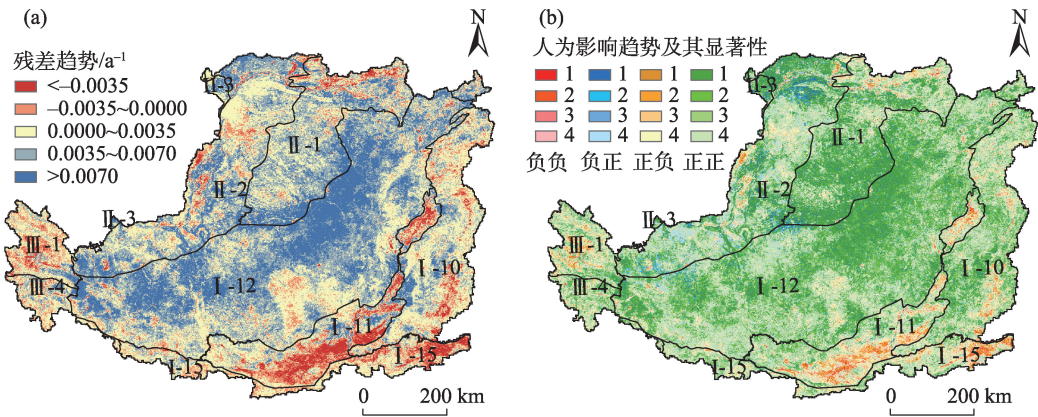 (a)
N
残差趋势/a⁻¹
<–0.0035
–0.0035~0.0000
0.0000~0.0035
0.0035~0.0070
>0.0070
Ⅱ-3
Ⅱ-1
Ⅱ-2
Ⅱ-3
Ⅲ-1
Ⅲ-4
Ⅰ-12
Ⅰ-10
Ⅰ-11
Ⅰ-15
Ⅰ-15
0 200 km
(b)
N
人为影响趋势及其显著性
1 1 1 1
2 2 2 2
3 3 3 3
4 4 4 4
负负 负正 正负 正正
Ⅱ-3
Ⅱ-1
Ⅱ-2
Ⅱ-3
Ⅲ-1
Ⅲ-4
Ⅰ-12
Ⅰ-10
Ⅰ-11
Ⅰ-15
Ⅰ-15
0 200 km